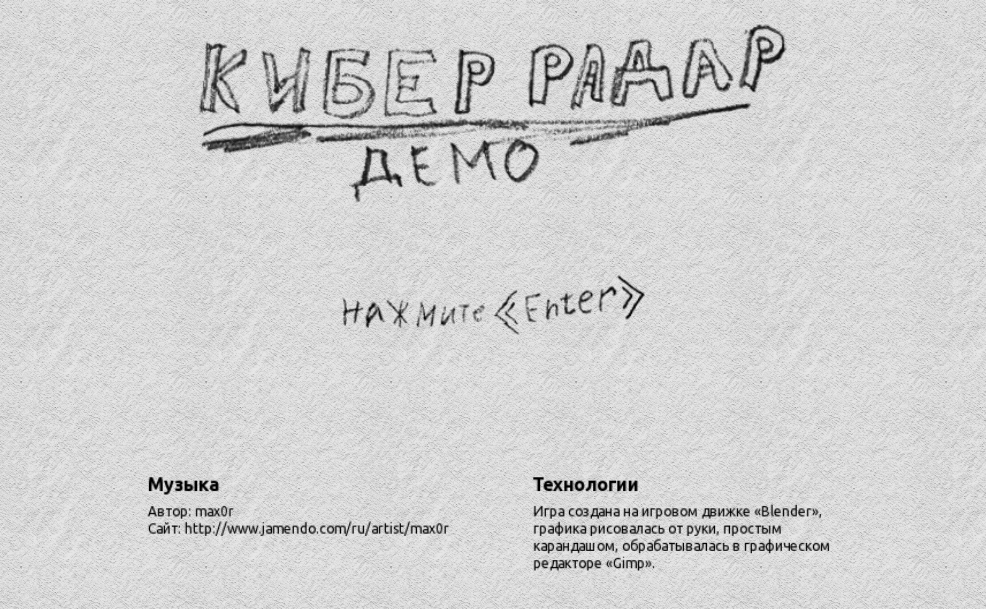 КИБЕР РАДАР
ДЕМО
Нажмите «Enter»
Музыка
Автор: max0r
Сайт: http://www.jamendo.com/ru/artist/max0r
Технологии
Игра создана на игровом движке «Blender»,
графика рисовалась от руки, простым
карандашом, обрабатывалась в графическом
редакторе «Gimp».